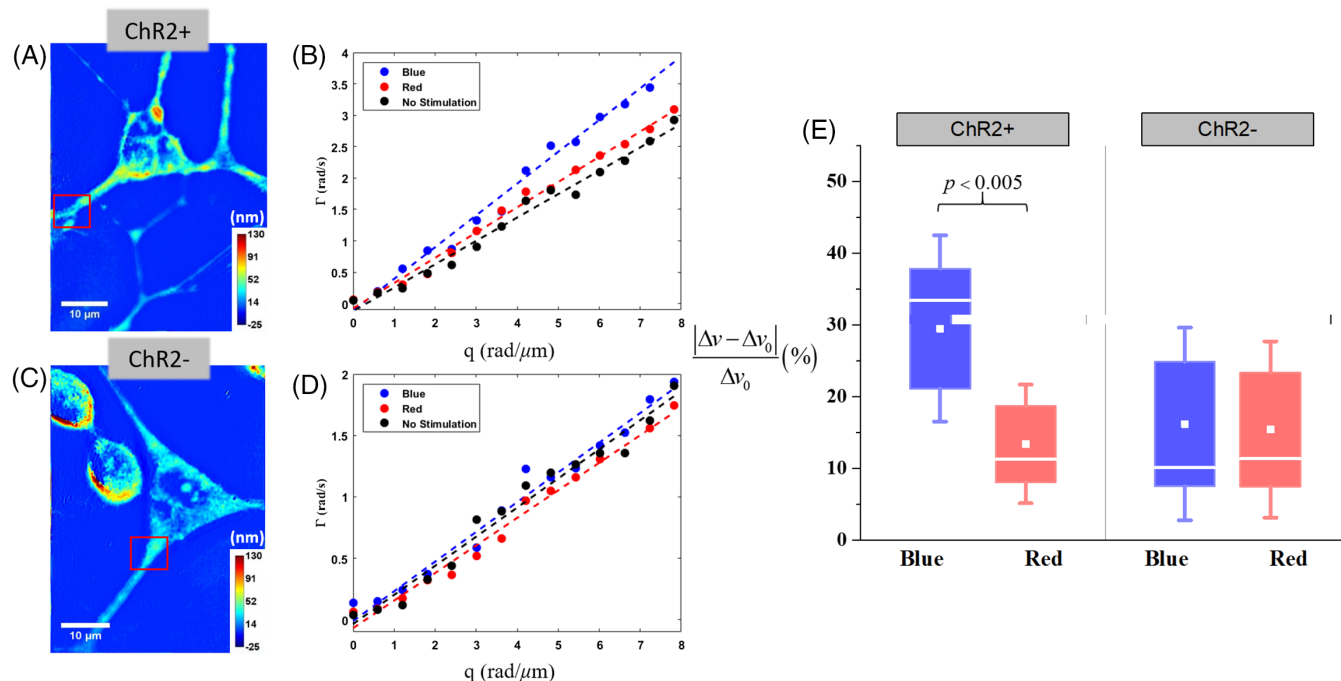 ChR2+
(A)
(nm)
130
91
52
14
-25
10 μm
(B)
Γ (rad/s)
4
3.5
3
2.5
2
1.5
1
0.5
0
Blue
Red
No Stimulation
0 1 2 3 4 5 6 7 8
q (rad/μm)
ChR2-
(C)
(nm)
130
91
52
14
-25
10 μm
(D)
Γ (rad/s)
2
1.5
1
0.5
0
Blue
Red
No Stimulation
0 1 2 3 4 5 6 7 8
q (rad/μm)
(E)
ChR2+ ChR2-
|Δv − Δv₀|
Δv₀
(%)
50
40
30
20
10
0
p < 0.005
Blue Red Blue Red